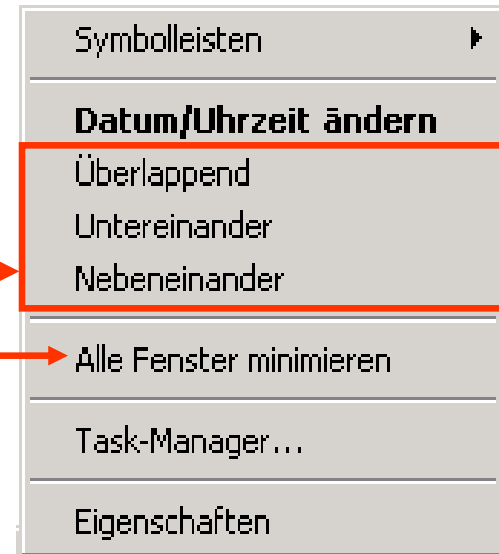 Symbolleisten
Datum/Uhrzeit ändern
Überlappend
Untereinander
Nebeneinander
Alle Fenster minimieren
Task-Manager...
Eigenschaften